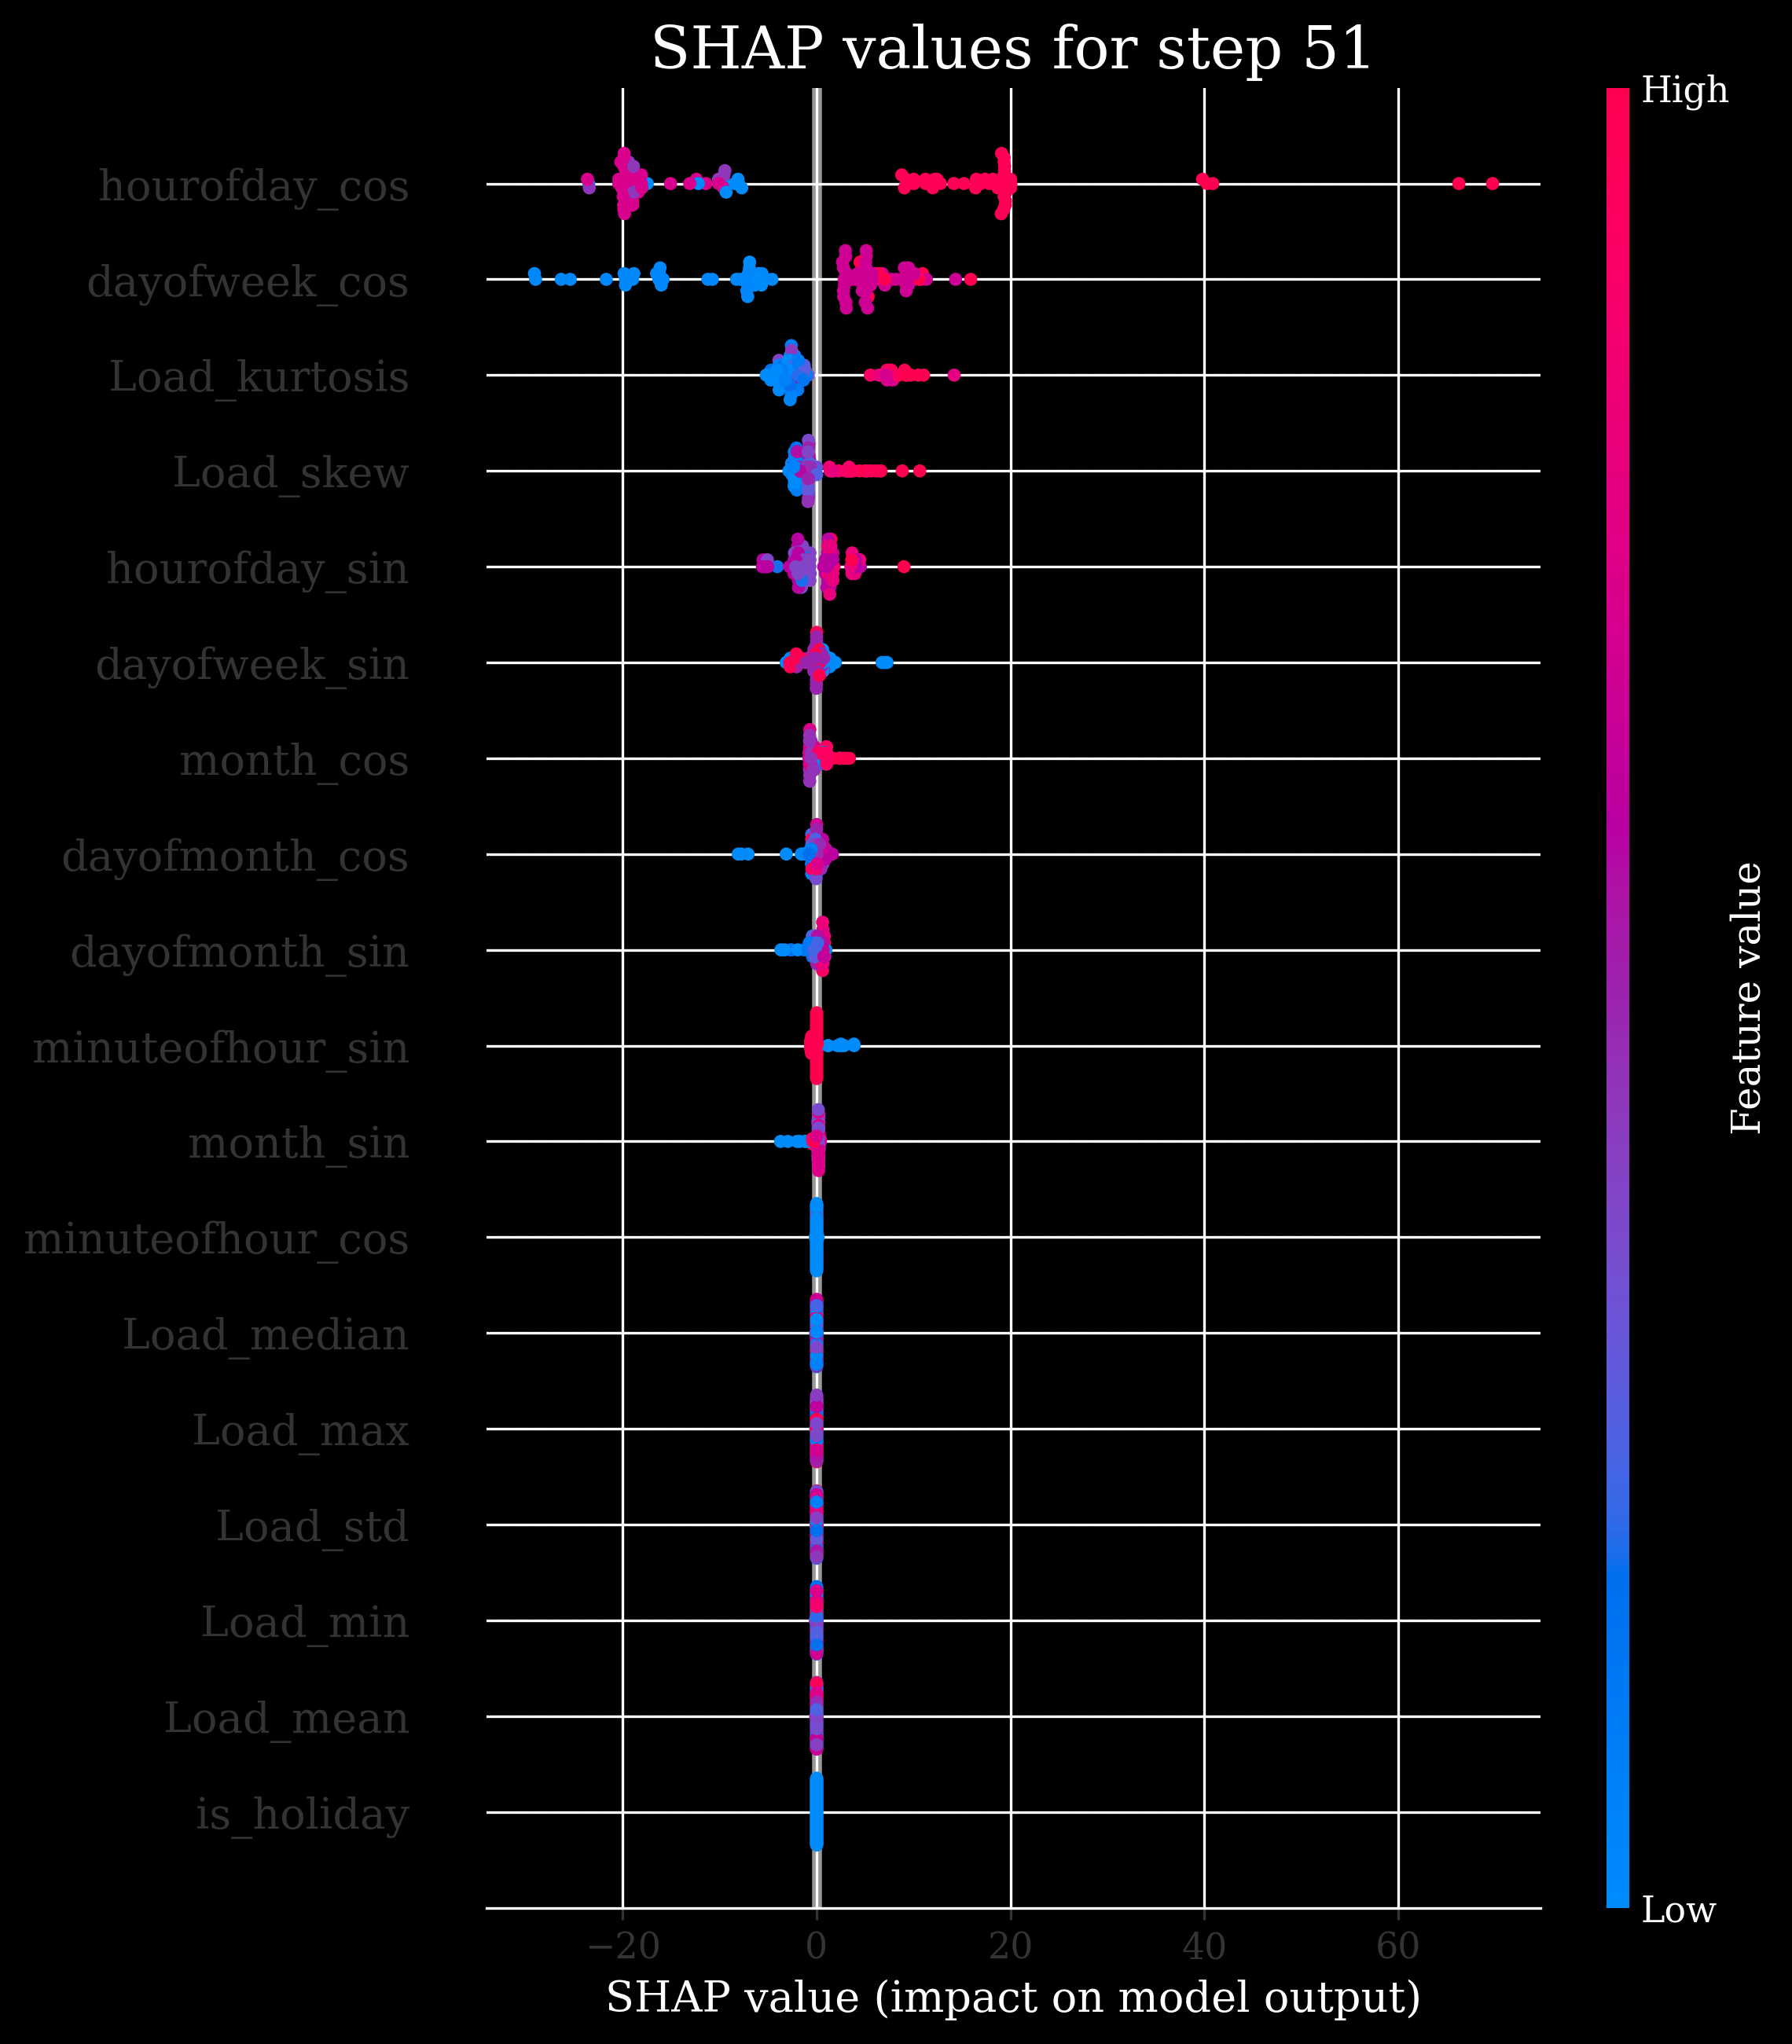 SHAP values for step 51
High
hourofday_cos
dayofweek_cos
Load_kurtosis
Load_skew
hourofday_sin
dayofweek_sin
month_cos
dayofmonth_cos
dayofmonth_sin
minuteofhour_sin
month_sin
minuteofhour_cos
Load_median
Load_max
Load_std
Load_min
Load_mean
is_holiday
Feature value
Low
−20 0 20 40 60
SHAP value (impact on model output)